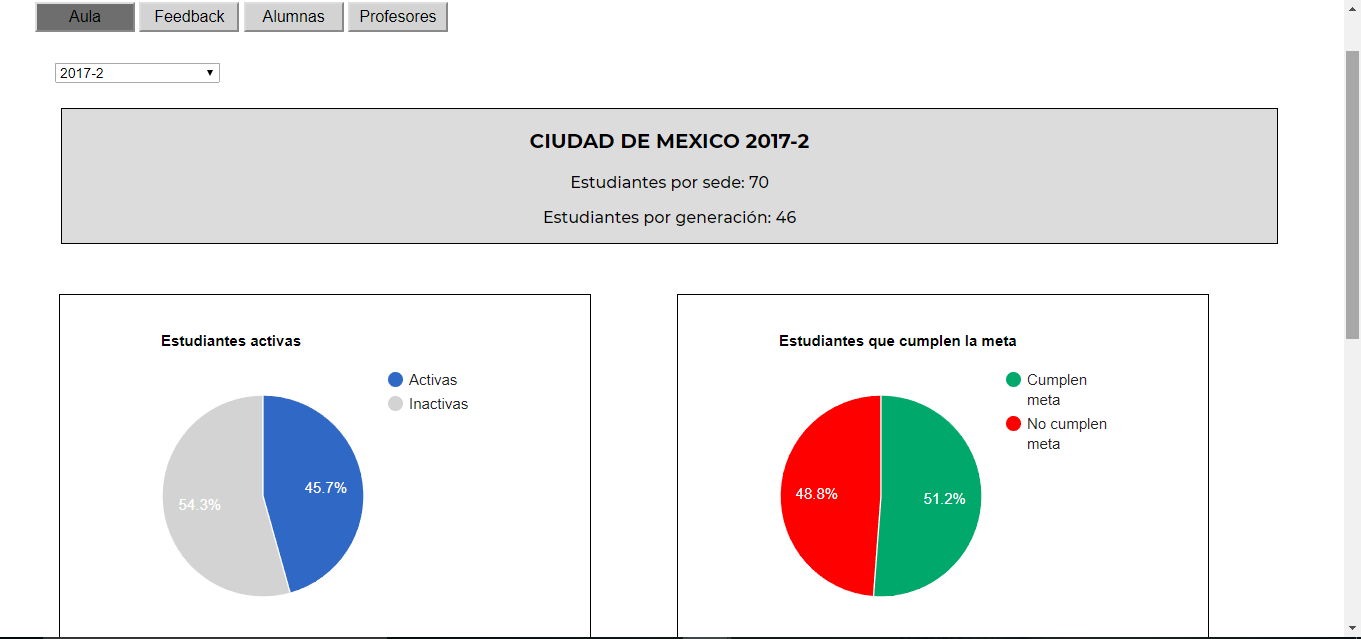 Aula Feedback Alumnas Profesores
2017-2
CIUDAD DE MEXICO 2017-2
Estudiantes por sede: 70
Estudiantes por generación: 46
Estudiantes activas
Activas
Inactivas
54.3%
45.7%
Estudiantes que cumplen la meta
Cumplen
meta
No cumplen
meta
48.8%
51.2%